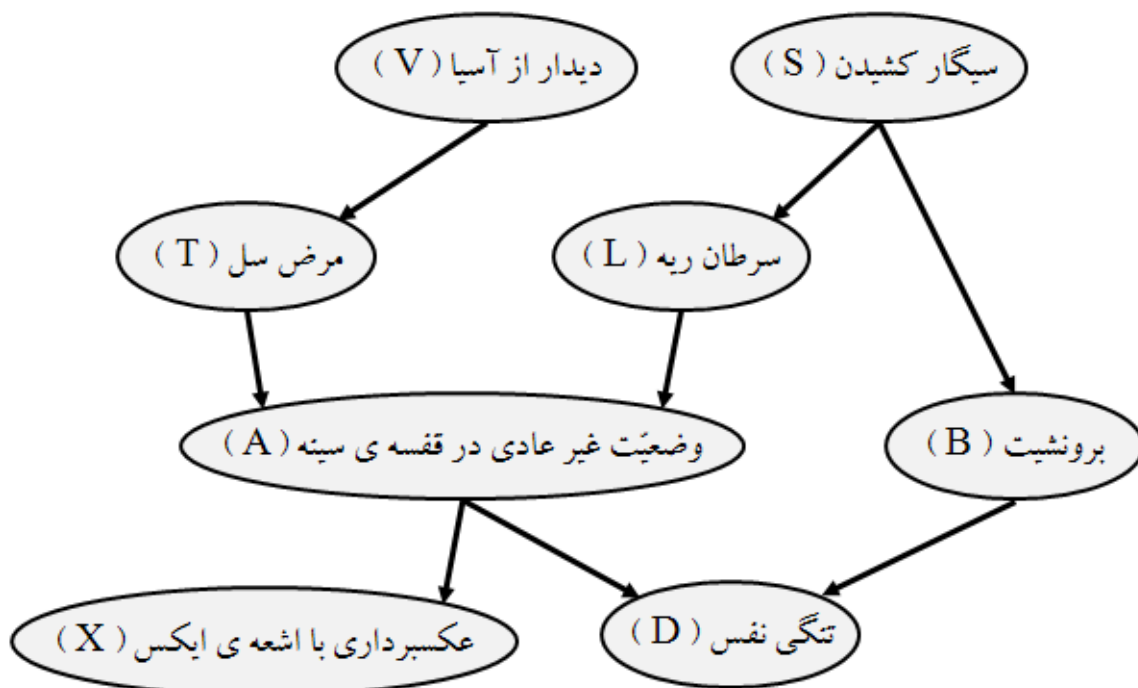 دیدار از آسیا ( V )
سیگار کشیدن ( S )
مرض سل ( T )
سرطان ریه ( L )
وضعیّت غیر عادی در قفسه ی سینه ( A )
برونشیت ( B )
عکسبرداری با اشعه ی ایکس ( X )
تنگی نفس ( D )